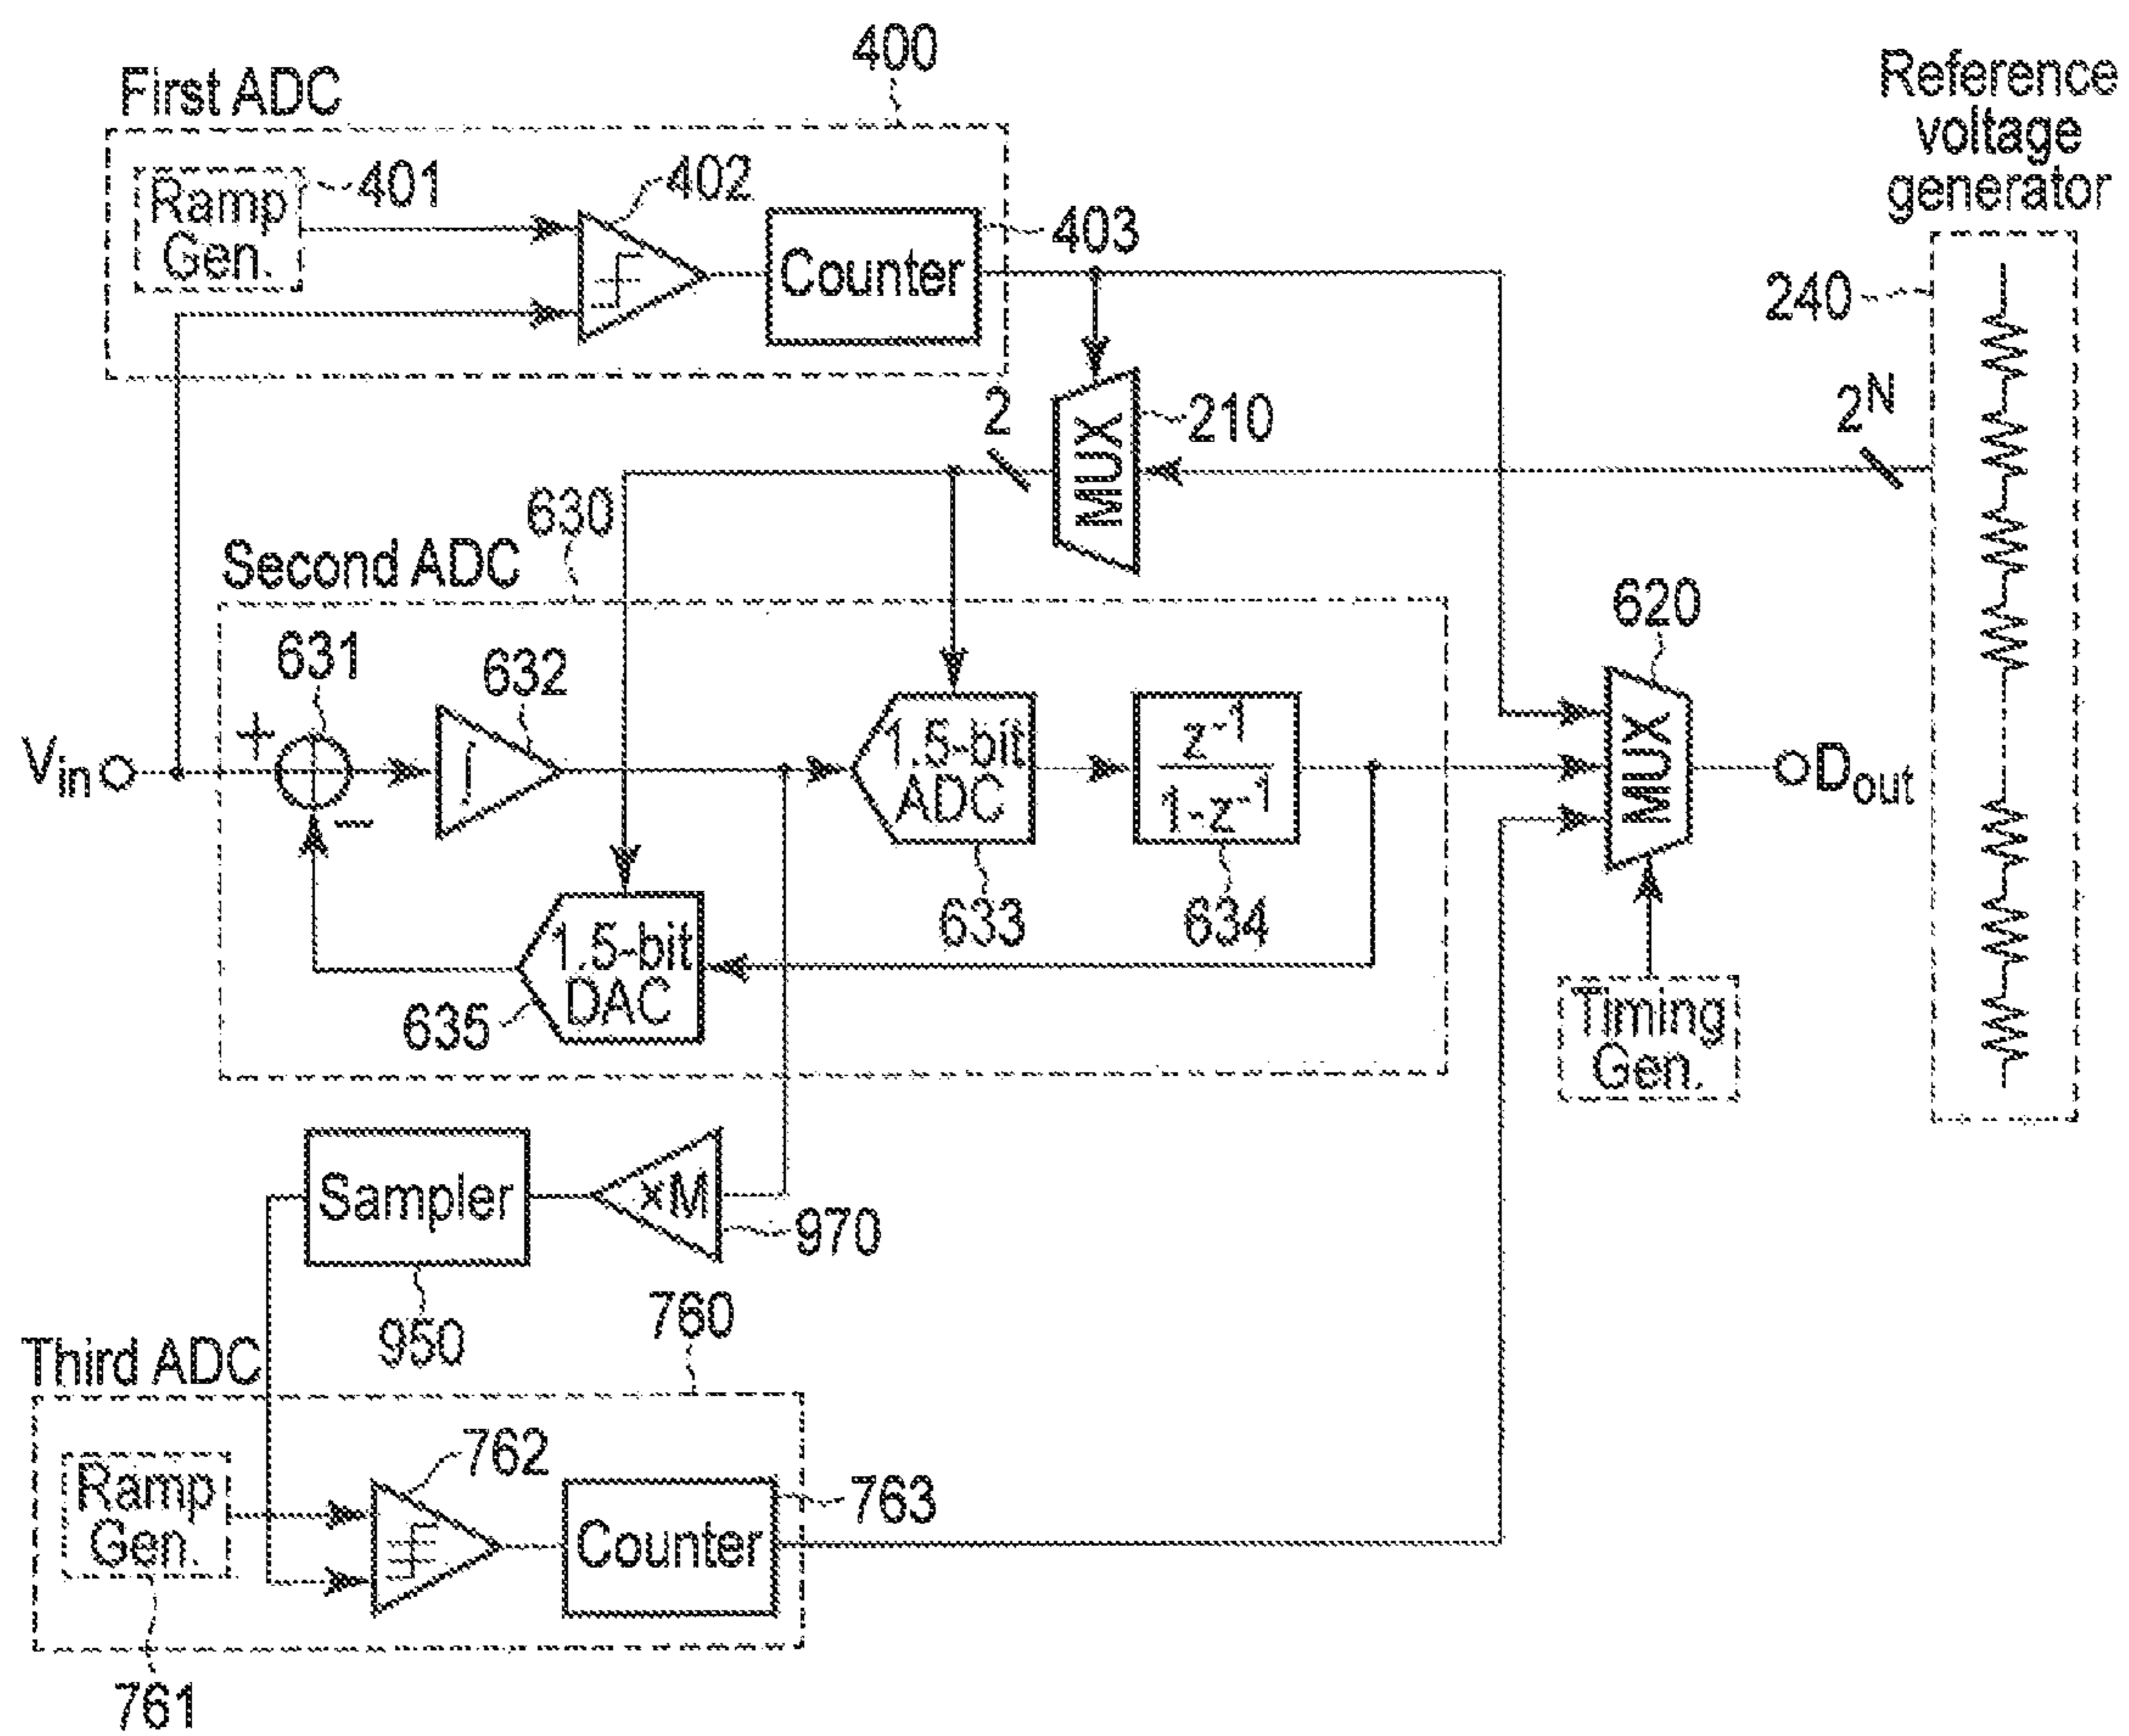 400
First ADC
Reference
voltage
generator
Ramp
Gen.
401
402
Counter
403
240
2
MUX
210
2^N
630
Second ADC
631
632
620
+
Vin
−
∫
1.5-bit
ADC
z^-1
1-z^-1
MUX
Dout
633
634
1.5-bit
DAC
635
Timing
Gen.
Sampler
×M
970
950
760
Third ADC
Ramp
Gen.
762
Counter
763
761